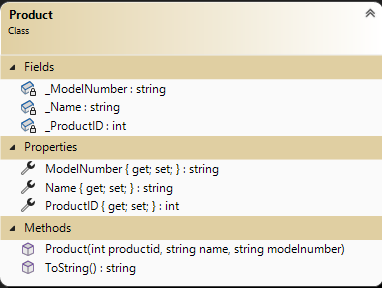 Product
Class
Fields
_ModelNumber : string
_Name : string
_ProductID : int
Properties
ModelNumber { get; set; } : string
Name { get; set; } : string
ProductID { get; set; } : int
Methods
Product(int productid, string name, string modelnumber)
ToString() : string